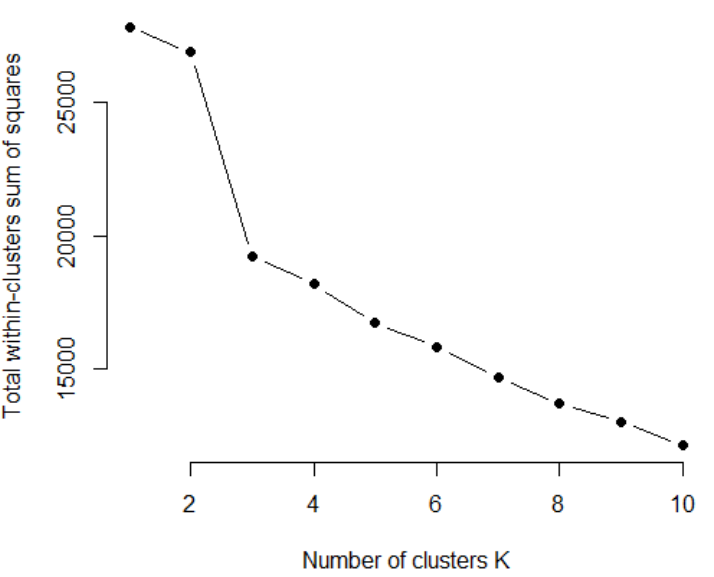 Total within-clusters sum of squares
25000
20000
15000
2 4 6 8 10
Number of clusters K